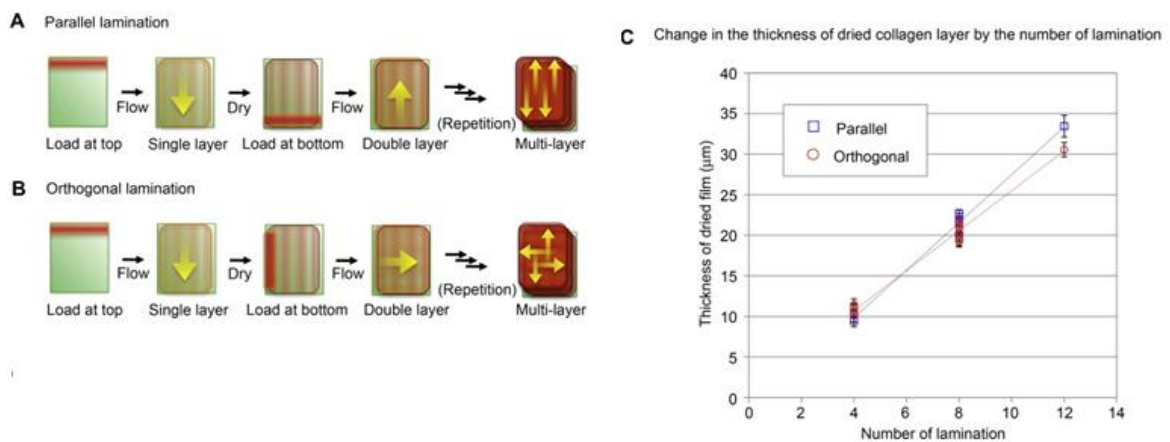 A Parallel lamination
Flow Dry Flow (Repetition)
Load at top Single layer Load at bottom Double layer Multi-layer
B Orthogonal lamination
Flow Dry Flow (Repetition)
Load at top Single layer Load at bottom Double layer Multi-layer
C Change in the thickness of dried collagen layer by the number of lamination
Thickness of dried film (μm)
40
35
30
25
20
15
10
5
0
Parallel
Orthogonal
0 2 4 6 8 10 12 14
Number of lamination